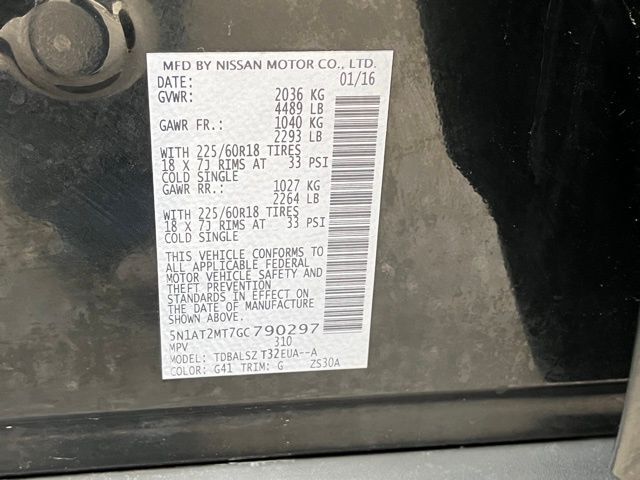 MFD BY NISSAN MOTOR CO., LTD.
DATE: 01/16
GVWR: 2036 KG
4489 LB
GAWR FR.: 1040 KG
2293 LB
WITH 225/60R18 TIRES
18 X 7J RIMS AT 33 PSI
COLD SINGLE
GAWR RR.: 1027 KG
2264 LB
WITH 225/60R18 TIRES
18 X 7J RIMS AT 33 PSI
COLD SINGLE
THIS VEHICLE CONFORMS TO
ALL APPLICABLE FEDERAL
MOTOR VEHICLE SAFETY AND
THEFT PREVENTION
STANDARDS IN EFFECT ON
THE DATE OF MANUFACTURE
SHOWN ABOVE.
5N1AT2MT7GC790297
MPV 310
MODEL: TDBALSZ T32EUA--A
COLOR: G41 TRIM: G ZS30A